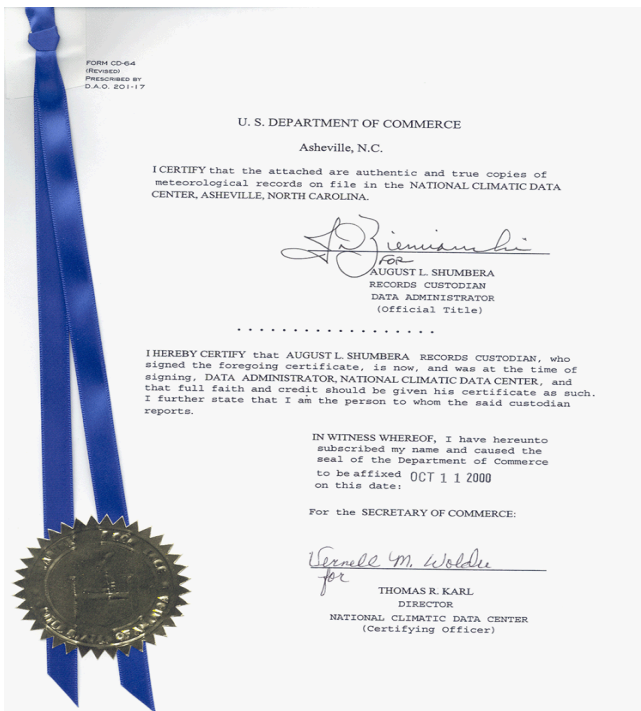 FORM CD-64
(REVISED)
PRESCRIBED BY
D.A.O. 201-17
U. S. DEPARTMENT OF COMMERCE
Asheville, N.C.
I CERTIFY that the attached are authentic and true copies of
meteorological records on file in the NATIONAL CLIMATIC DATA
CENTER, ASHEVILLE, NORTH CAROLINA.
FOR
AUGUST L. SHUMBERA
RECORDS CUSTODIAN
DATA ADMINISTRATOR
(Official Title)
. . . . . . . . . . . . . . . . . .
I HEREBY CERTIFY that AUGUST L. SHUMBERA RECORDS CUSTODIAN, who
signed the foregoing certificate, is now, and was at the time of
signing, DATA ADMINISTRATOR, NATIONAL CLIMATIC DATA CENTER, and
that full faith and credit should be given his certificate as such.
I further state that I am the person to whom the said custodian
reports.
IN WITNESS WHEREOF, I have hereunto
subscribed my name and caused the
seal of the Department of Commerce
to be affixed OCT 11 2000
on this date:
For the SECRETARY OF COMMERCE:
Vernell M.
for
THOMAS R. KARL
DIRECTOR
NATIONAL CLIMATIC DATA CENTER
(Certifying Officer)